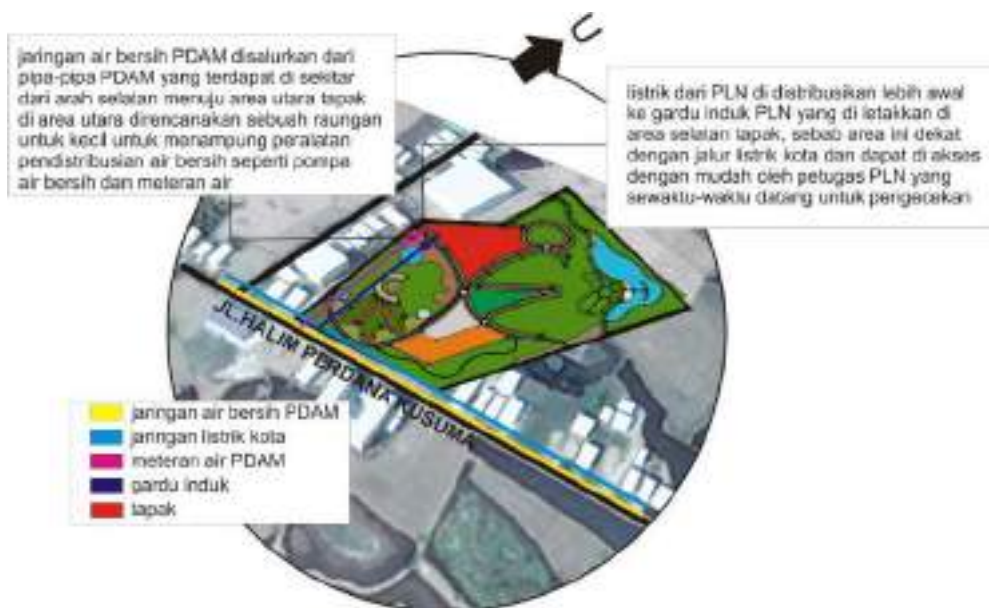 jaringan air bersih PDAM disalurkan dari
pipa-pipa PDAM yang terdapat di sekitar
dari arah selatan menuju area utara tapak
di area utara direncanakan sebuah raungan
untuk kecil untuk menampung peralatan
pendistribusian air bersih seperti pompa
air bersih dan meteran air
U
listrik dari PLN di distribusikan lebih awal
ke gardu induk PLN yang di letakkan di
area selatan tapak, sebab area ini dekat
dengan jalur listrik kota dan dapat di akses
dengan mudah oleh petugas PLN yang
sewaktu-waktu datang untuk pengecekan
JL.HALIM PERDANA KUSUMA
jaringan air bersih PDAM
jaringan listrik kota
meteran air PDAM
gardu induk
tapak